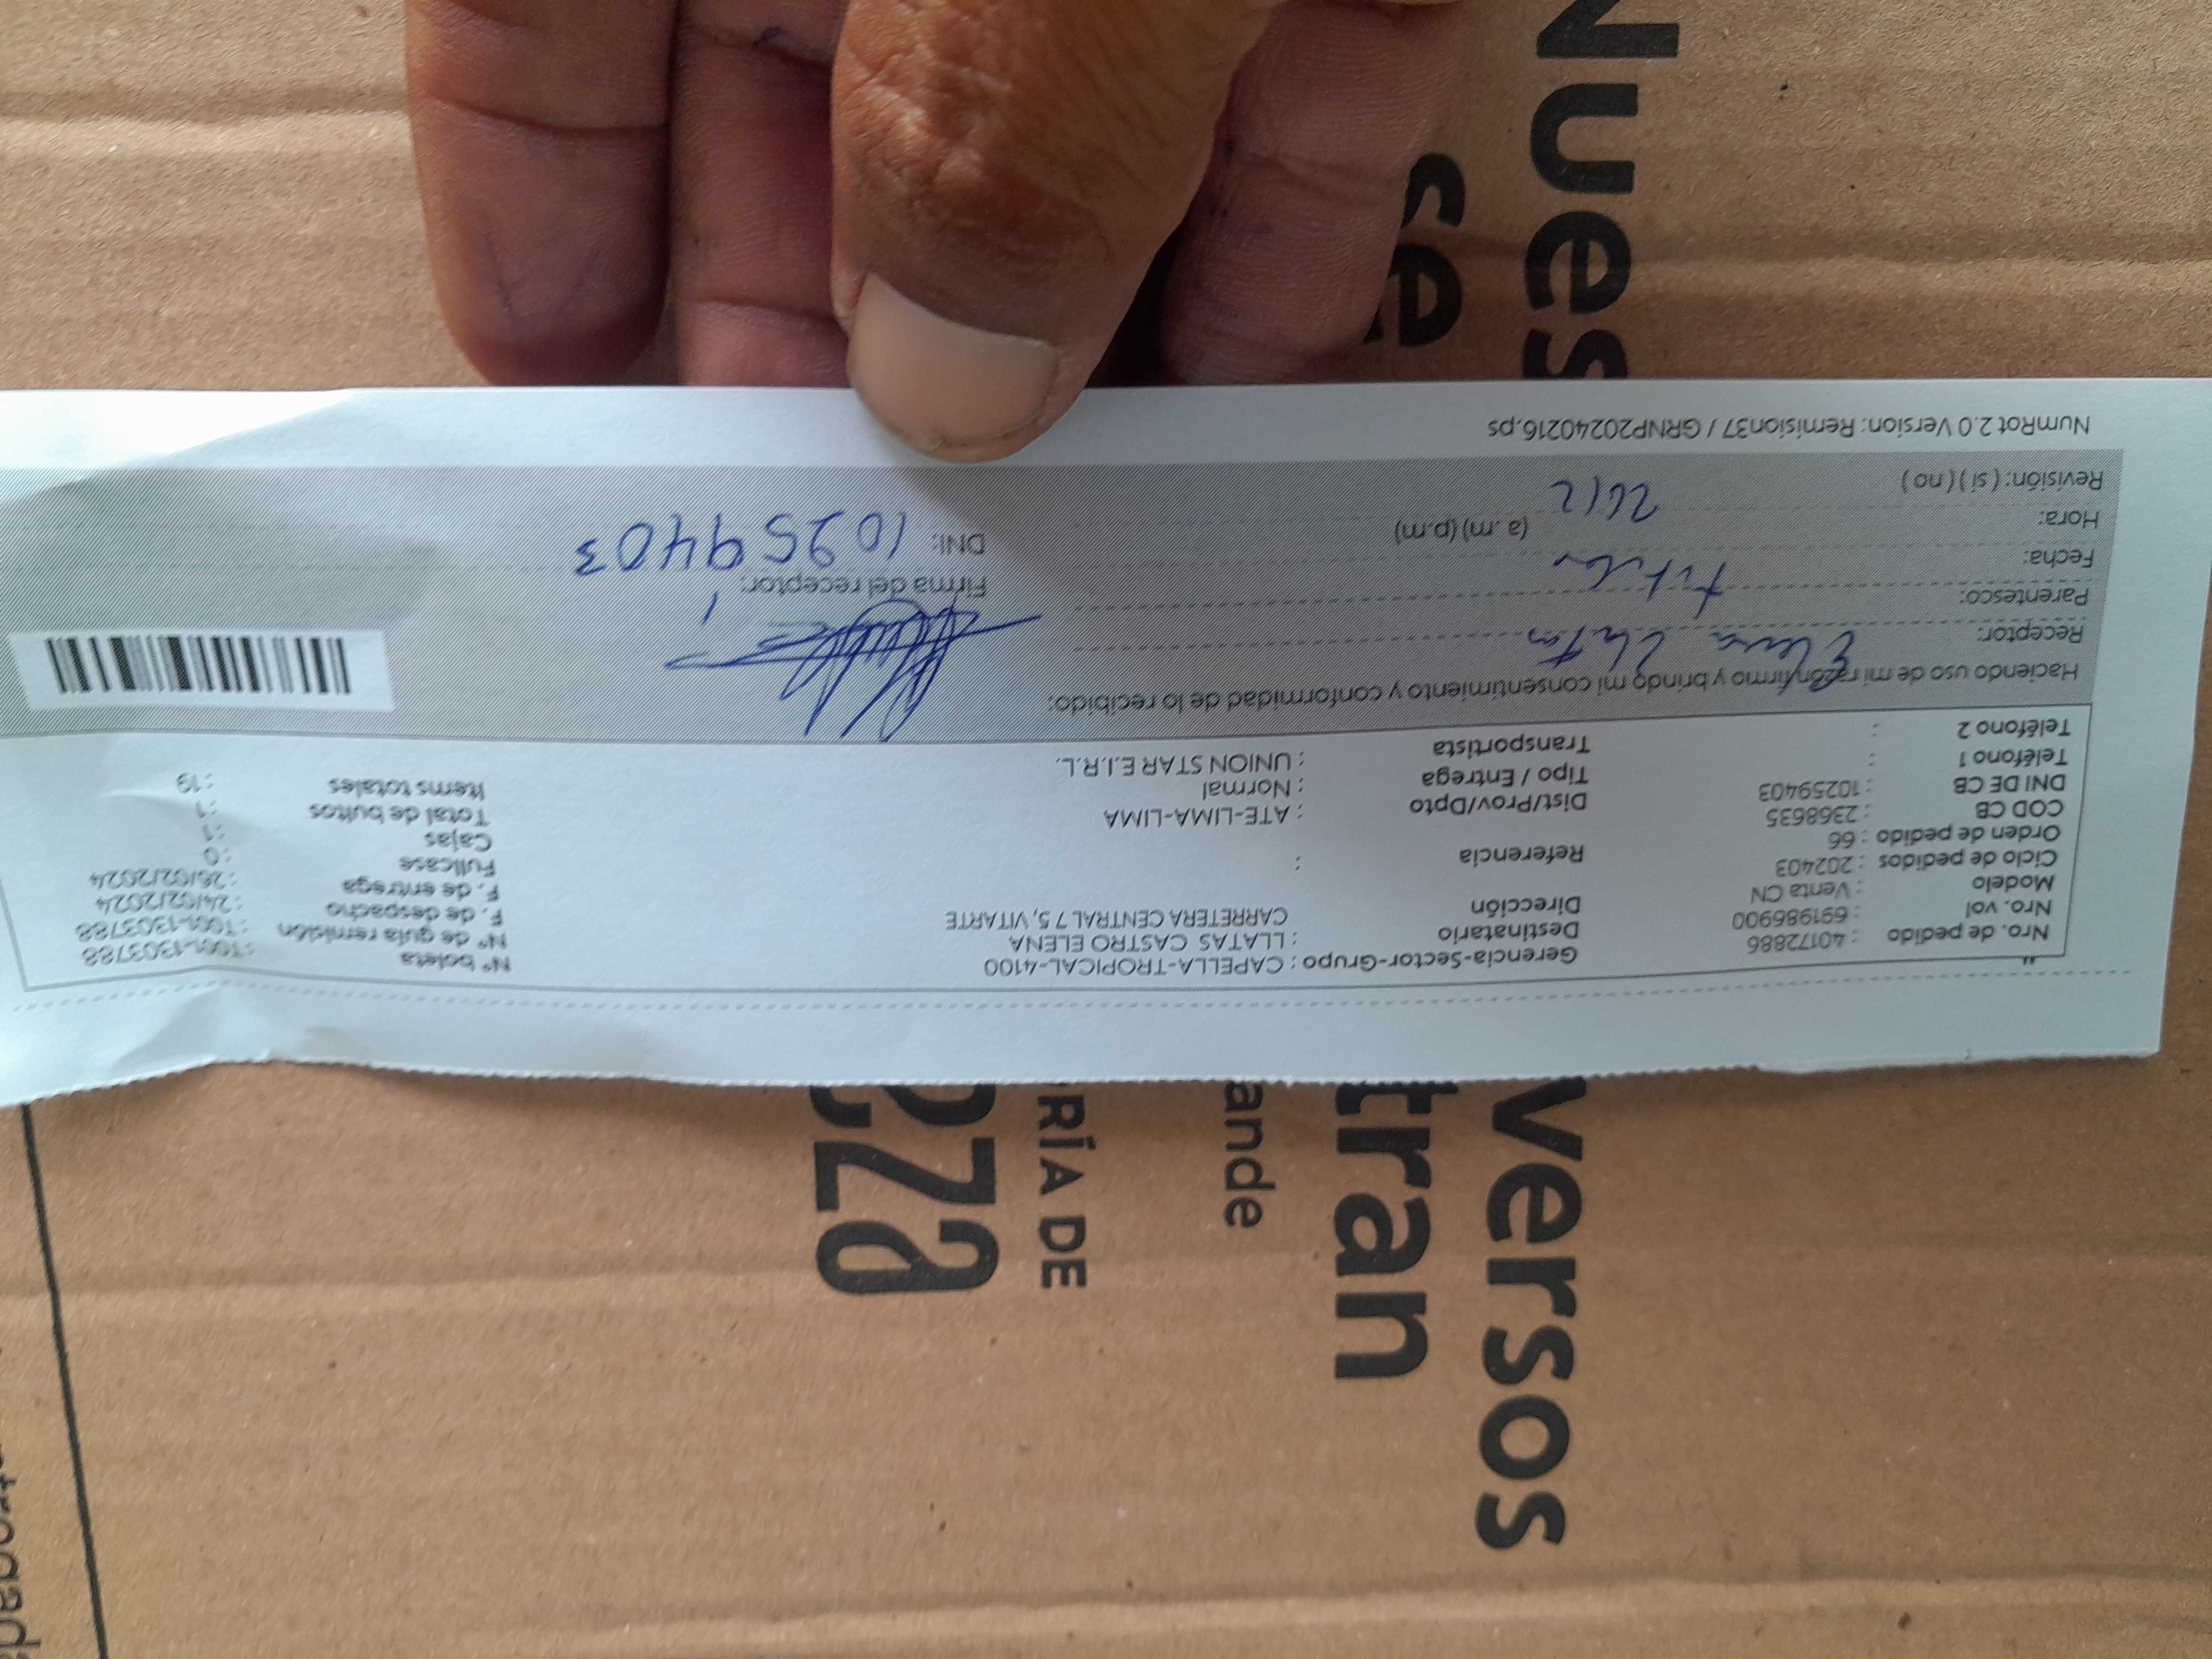 Nro. de pedido : 40172886
Nro. vol : 691986900
Modelo : Venta CN
Ciclo de pedidos : 202403
Orden de pedido : 66
COD CB : 2368635
DNI DE CB : 10259403
Teléfono 1 :
Teléfono 2 :
Gerencia-Sector-Grupo : CAPELLA-TROPICAL-4100
Destinatario : LLATAS CASTRO ELENA
Dirección CARRETERA CENTRAL 7 5, VITARTE
Referencia :
Dist/Prov/Dpto : ATE-LIMA-LIMA
Tipo / Entrega : Normal
Transportista : UNION STAR E.I.R.L.
N° boleta : T001-1303788
N° de guía remisión : T001-1303788
F. de despacho : 24/02/2024
F. de entrega : 26/02/2024
Fullcase : 0
Cajas : 1
Total de bultos : 1
Items totales : 19
Haciendo uso de mi razón firmo y brindo mi consentimiento y conformidad de lo recibido:
Receptor: Elena Llatas
Parentesco: titular
Fecha:
Hora: 26/2 (a. m) (p.m)
Revisión: ( si ) ( no )
Firma del receptor:
DNI: 10259403
NumRot 2.0 Version: Remision37 / GRNP20240216.ps
Nues
se
versos
tran
ande
RÍA DE
eza